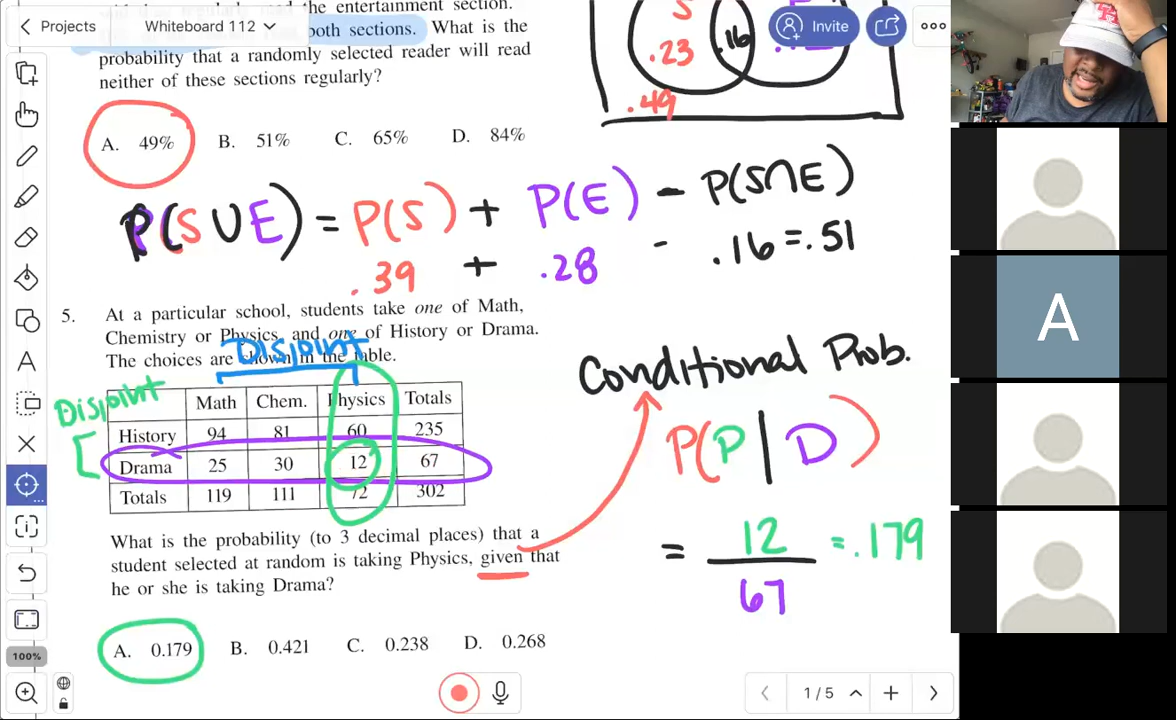 the entertainment section.
Projects
Whiteboard 112
both sections. What is the
probability that a randomly selected reader will read
neither of these sections regularly?
S
.23
.16
.49
Invite
A. 49% B. 51% C. 65% D. 84%
P(S∪E) = P(S) + P(E) - P(S∩E)
.39 + .28 - .16 = .51
5. At a particular school, students take one of Math,
Chemistry or Physics, and one of History or Drama.
The choices are shown in the table.
Disjoint
Disjoint
Math Chem. Physics Totals
History 94 81 60 235
Drama 25 30 12 67
Totals 119 111 72 302
Conditional Prob.
P(P|D)
= 12 = .179
67
What is the probability (to 3 decimal places) that a
student selected at random is taking Physics, given that
he or she is taking Drama?
A. 0.179 B. 0.421 C. 0.238 D. 0.268
100%
1/5
A